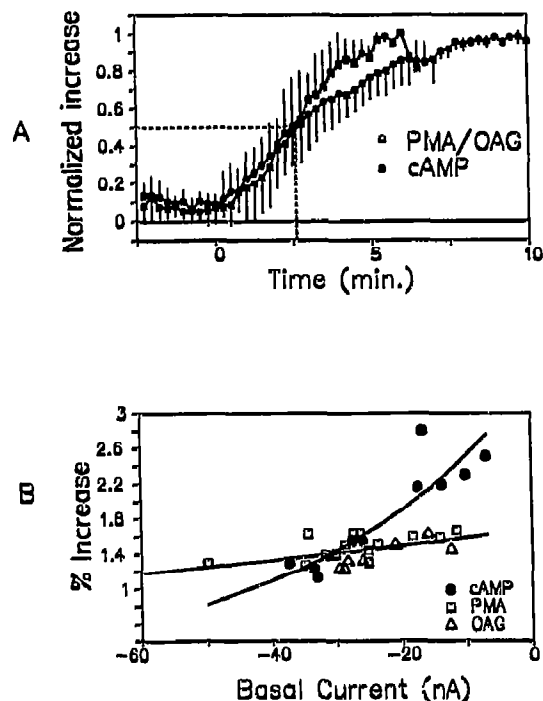 A
Normalized increase
1
0.8
0.6
0.4
0.2
0
PMA/OAG
cAMP
0
5
10
Time (min.)
B
% Increase
3
2.6
2.2
1.8
1.4
1
cAMP
PMA
OAG
-60
-40
-20
0
Basal Current (nA)